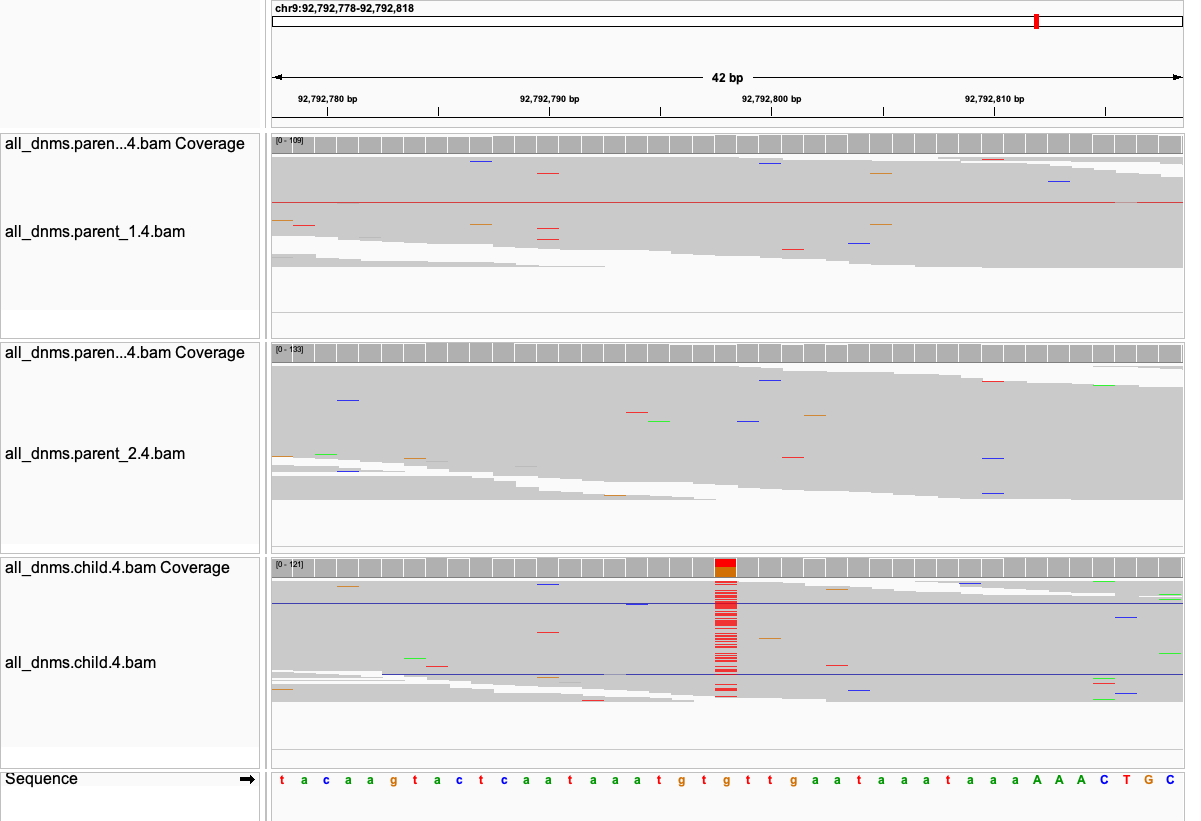 chr9:92,792,778-92,792,818
42 bp
92,792,780 bp 92,792,790 bp 92,792,800 bp 92,792,810 bp
all_dnms.paren...4.bam Coverage
[0 - 109]
all_dnms.parent_1.4.bam
all_dnms.paren...4.bam Coverage
[0 - 133]
all_dnms.parent_2.4.bam
all_dnms.child.4.bam Coverage
[0 - 121]
all_dnms.child.4.bam
Sequence t a c a a g t a c t c a a t a a a t g t g t t g a a t a a a t a a a A A A C T G C